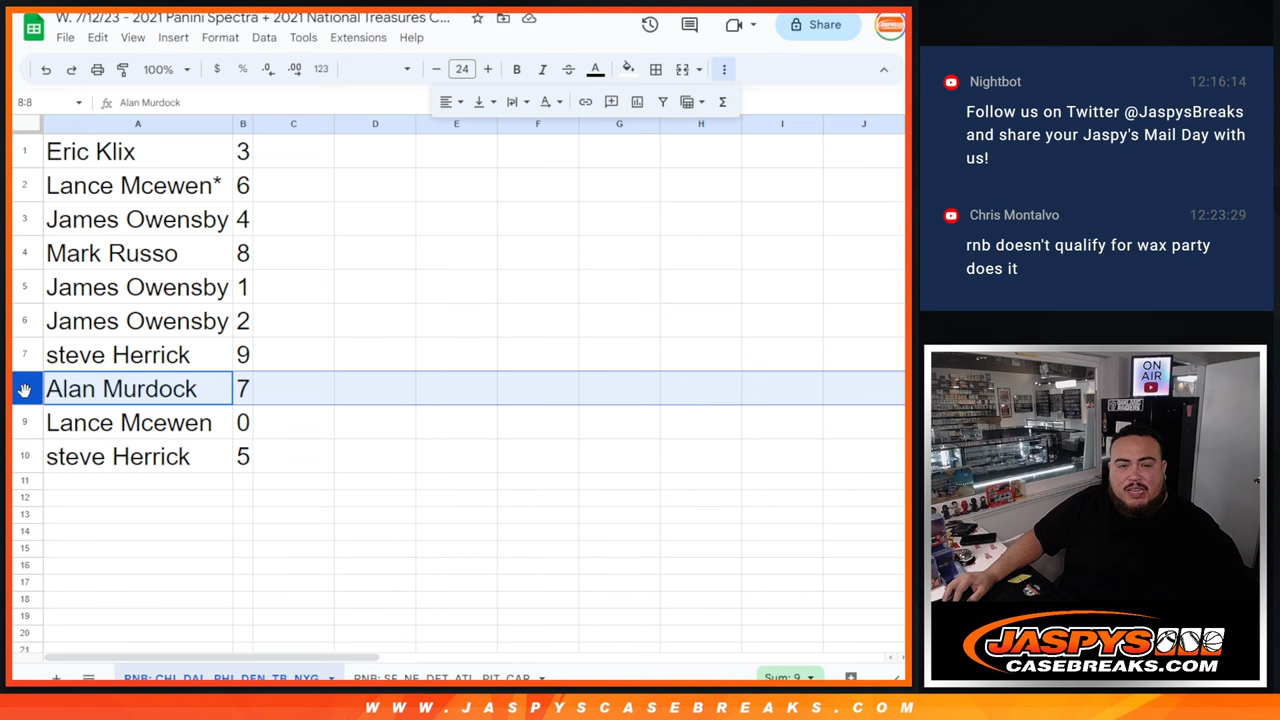 W. 7/12/23 - 2021 Panini Spectra + 2021 National Treasures C...
Share
File Edit View Insert Format Data Tools Extensions Help
100% $ % .0 .00 123 24 B I A
8:8 Alan Murdock
A B C D E F G H I J
1 Eric Klix 3
2 Lance Mcewen* 6
3 James Owensby 4
4 Mark Russo 8
5 James Owensby 1
6 James Owensby 2
7 steve Herrick 9
Alan Murdock 7
9 Lance Mcewen 0
10 steve Herrick 5
11
12
13
14
15
16
17
18
19
20
21
RNB: CHI, DAL, PHI, DEN, TB, NYG RNB: SF, NE, DET, ATL, PIT, CAR Sum: 9
Nightbot 12:16:14
Follow us on Twitter @JaspysBreaks
and share your Jaspy's Mail Day with
us!
Chris Montalvo 12:23:29
rnb doesn't qualify for wax party
does it
ON
AIR
JASPYS
CASEBREAKS.COM
WWW.JASPYSCASEBREAKS.COM